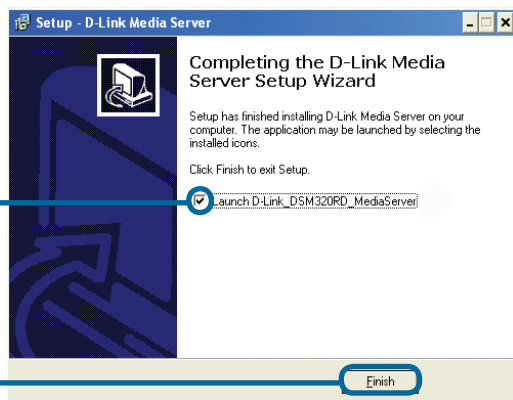 Setup - D-Link Media Server
Completing the D-Link Media
Server Setup Wizard
Setup has finished installing D-Link Media Server on your
computer. The application may be launched by selecting the
installed icons.
Click Finish to exit Setup.
Launch D-Link_DSM320RD_MediaServer
Finish